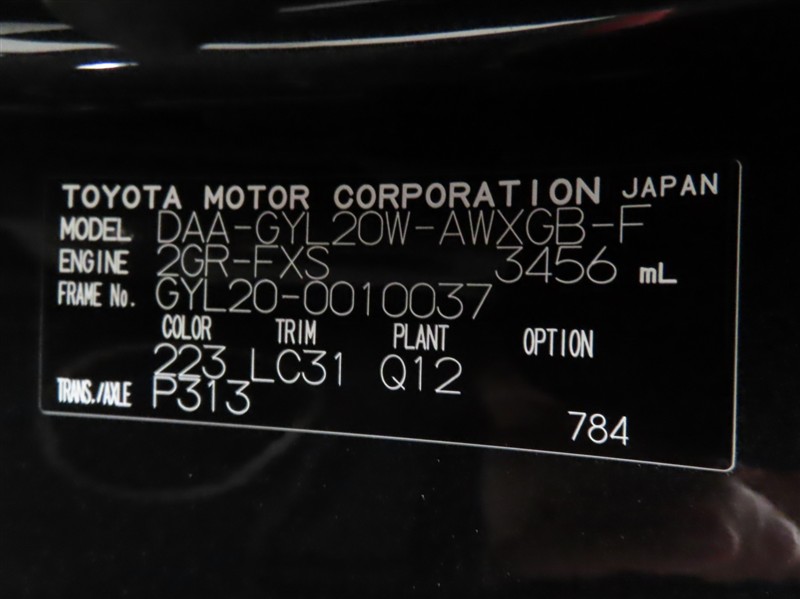 TOYOTA MOTOR CORPORATION JAPAN
MODEL DAA-GYL20W-AWXGB-F
ENGINE 2GR-FXS 3456 mL
FRAME No. GYL20-0010037
COLOR TRIM PLANT OPTION
223 LC31 Q12
TRANS./AXLE P313
784